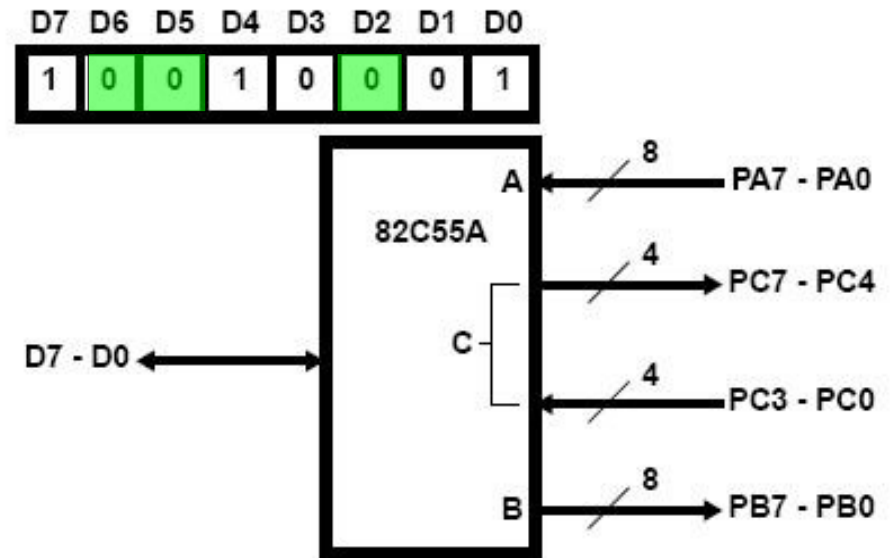 D7 D6 D5 D4 D3 D2 D1 D0
1 0 0 1 0 0 0 1
A 8 PA7 - PA0
82C55A
4 PC7 - PC4
D7 - D0 C
4 PC3 - PC0
B 8 PB7 - PB0